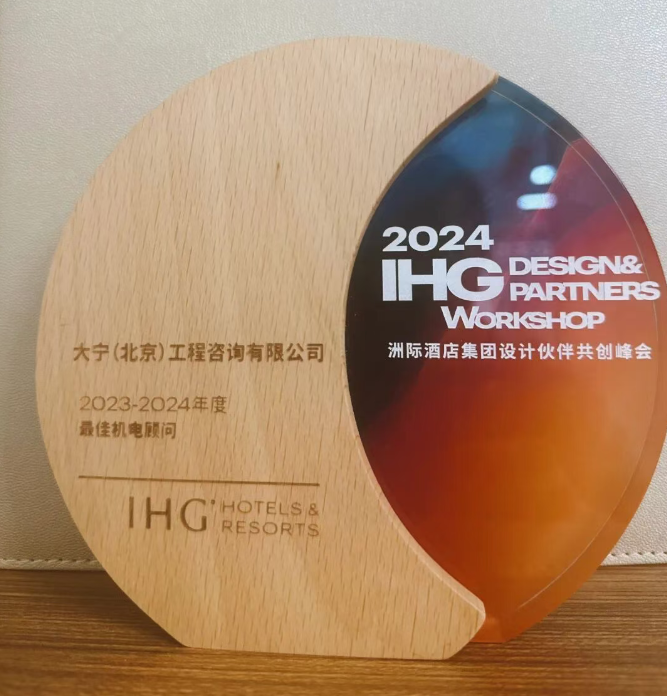 大宁(北京)工程咨询有限公司
2023-2024年度
最佳机电顾问
IHG HOTELS &
RESORTS
2024
IHG DESIGN&
PARTNERS
WORKSHOP
洲际酒店集团设计伙伴共创峰会